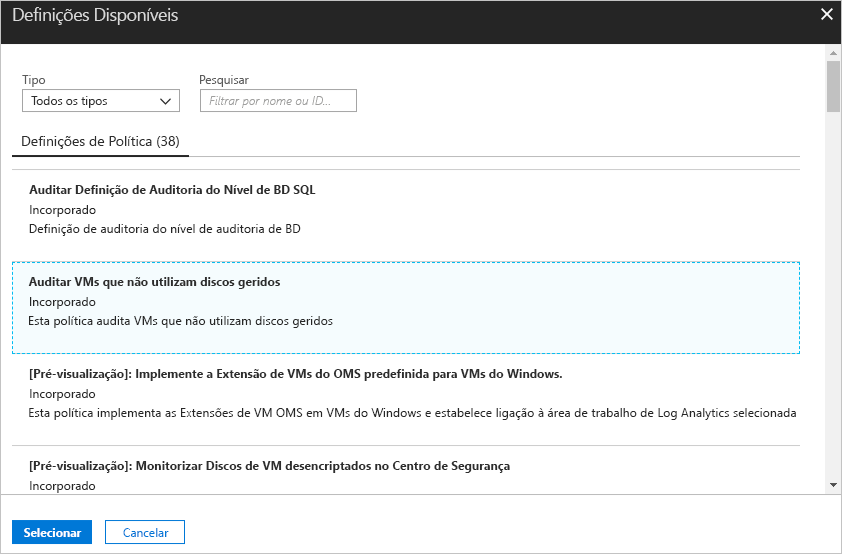 Definições Disponíveis
Tipo
Pesquisar
Todos os tipos
Filtrar por nome ou ID...
Definições de Política (38)
Auditar Definição de Auditoria do Nível de BD SQL
Incorporado
Definição de auditoria do nível de auditoria de BD
Auditar VMs que não utilizam discos geridos
Incorporado
Esta política audita VMs que não utilizam discos geridos
[Pré-visualização]: Implemente a Extensão de VMs do OMS predefinida para VMs do Windows.
Incorporado
Esta política implementa as Extensões de VM OMS em VMs do Windows e estabelece ligação à área de trabalho de Log Analytics selecionada
[Pré-visualização]: Monitorizar Discos de VM desencriptados no Centro de Segurança
Incorporado
Selecionar
Cancelar